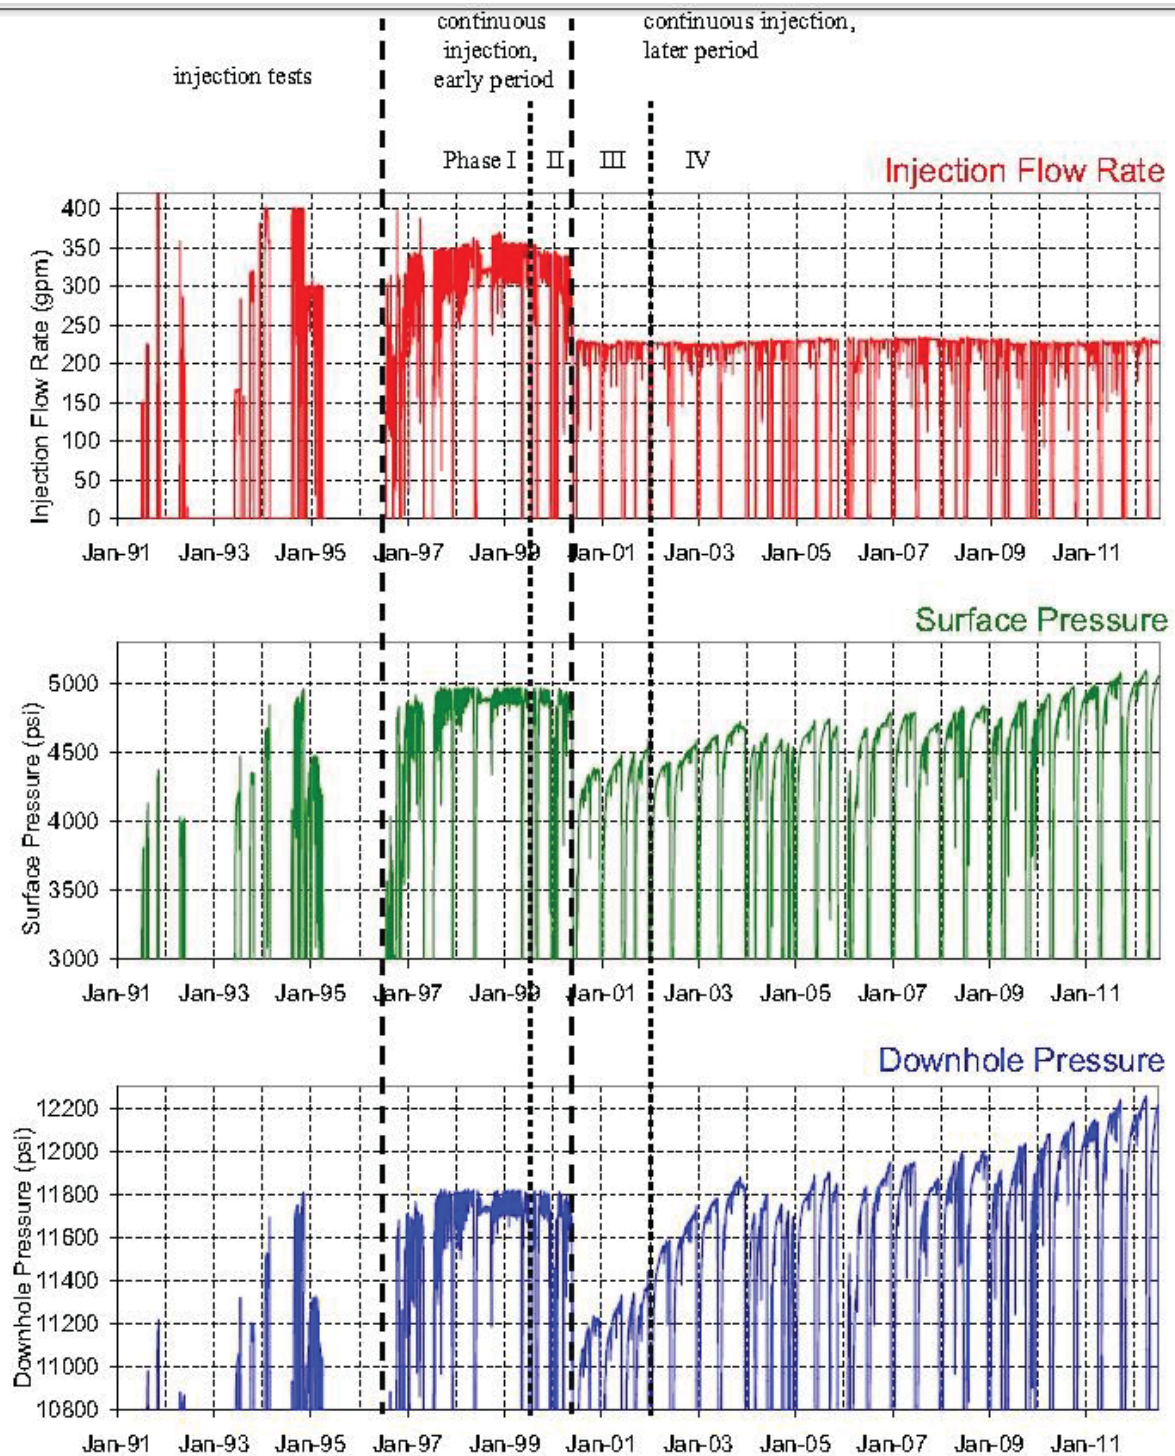 continuous
injection,
early period
continuous injection,
later period
injection tests
Phase I
II
III
IV
Injection Flow Rate
Injection Flow Rate (gpm)
400
350
300
250
200
150
100
50
0
Jan-91 Jan-93 Jan-95 Jan-97 Jan-99 Jan-01 Jan-03 Jan-05 Jan-07 Jan-09 Jan-11
Surface Pressure
Surface Pressure (psi)
5000
4500
4000
3500
3000
Jan-91 Jan-93 Jan-95 Jan-97 Jan-99 Jan-01 Jan-03 Jan-05 Jan-07 Jan-09 Jan-11
Downhole Pressure
Downhole Pressure (psi)
12200
12000
11800
11600
11400
11200
11000
10800
Jan-91 Jan-93 Jan-95 Jan-97 Jan-99 Jan-01 Jan-03 Jan-05 Jan-07 Jan-09 Jan-11